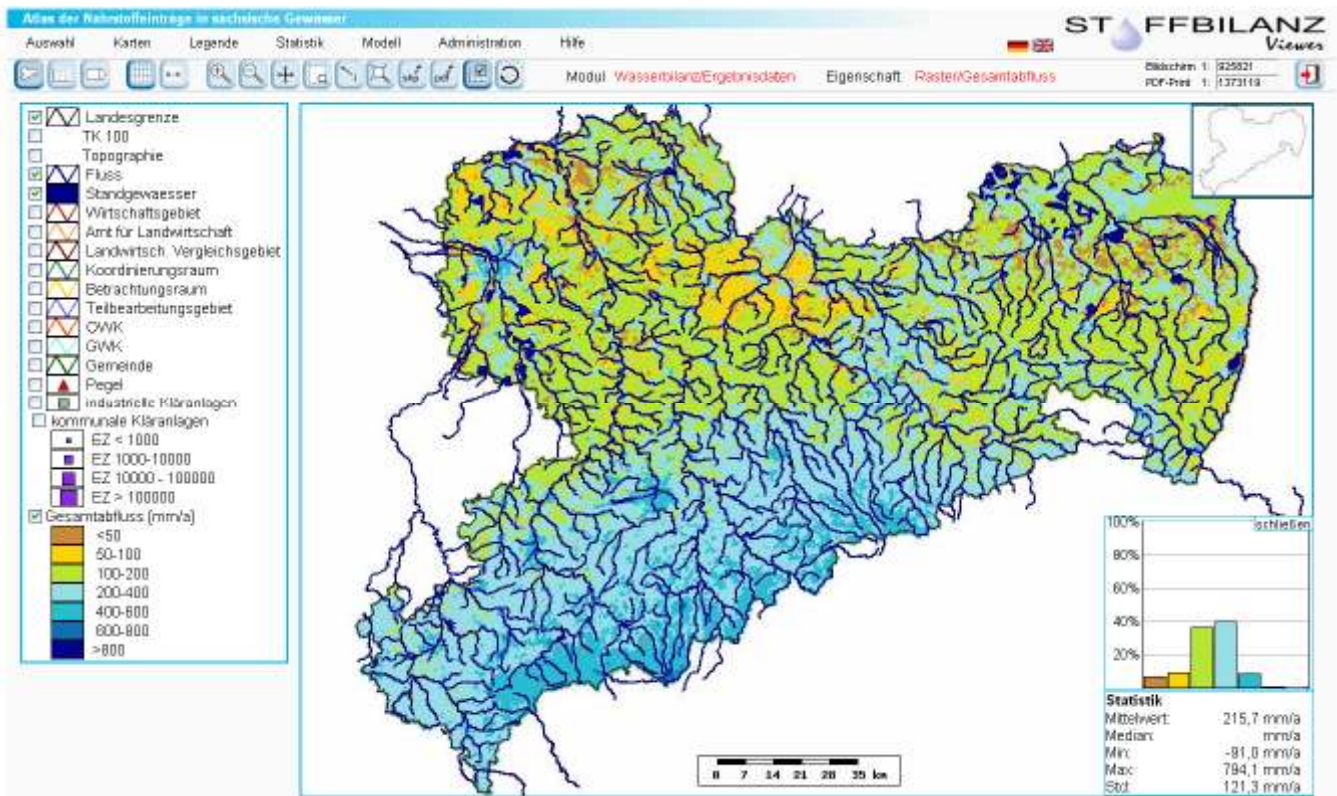 Atlas der Nährstoffeinträge in sächsische Gewässer
STOFFBILANZ
Viewer
Auswahl Karten Legende Statistik Modell Administration Hilfe
Modul Wasserbilanz/Ergebnisdaten Eigenschaft Raster/Gesamtabfluss
Bildschirm 1: 925821
PDF-Print 1: 1373119
Landesgrenze
TK 100
Topographie
Fluss
Standgewaesser
Wirtschaftsgebiet
Amt für Landwirtschaft
Landwirtsch. Vergleichsgebiet
Koordinierungsraum
Betrachtungsraum
Teilbearbeitungsgebiet
OWK
GWK
Gemeinde
Pegel
industrielle Kläranlagen
kommunale Kläranlagen
EZ < 1000
EZ 1000-10000
EZ 10000 - 100000
EZ > 100000
Gesamtabfluss (mm/a)
<50
50-100
100-200
200-400
400-600
600-800
>800
0 7 14 21 28 35 km
schließen
100%
80%
60%
40%
20%
Statistik
Mittelwert: 215,7 mm/a
Median: mm/a
Min: -91,0 mm/a
Max: 794,1 mm/a
Std: 121,3 mm/a